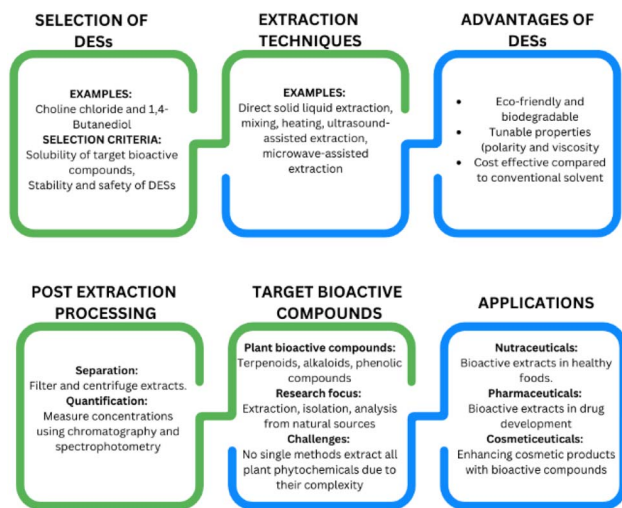 SELECTION OF
DESs
EXAMPLES:
Choline chloride and 1,4-
Butanediol
SELECTION CRITERIA:
Solubility of target bioactive
compounds,
Stability and safety of DESs
EXTRACTION
TECHNIQUES
EXAMPLES:
Direct solid liquid extraction,
mixing, heating, ultrasound-
assisted extraction,
microwave-assisted
extraction
ADVANTAGES OF
DESs
• Eco-friendly and
biodegradable
• Tunable properties
(polarity and viscosity
• Cost effective compared
to conventional solvent
POST EXTRACTION
PROCESSING
Separation:
Filter and centrifuge extracts.
Quantification:
Measure concentrations
using chromatography and
spectrophotometry
TARGET BIOACTIVE
COMPOUNDS
Plant bioactive compounds:
Terpenoids, alkaloids, phenolic
compounds
Research focus:
Extraction, isolation, analysis
from natural sources
Challenges:
No single methods extract all
plant phytochemicals due to
their complexity
APPLICATIONS
Nutraceuticals:
Bioactive extracts in healthy
foods.
Pharmaceuticals:
Bioactive extracts in drug
development
Cosmeticeuticals:
Enhancing cosmetic products
with bioactive compounds